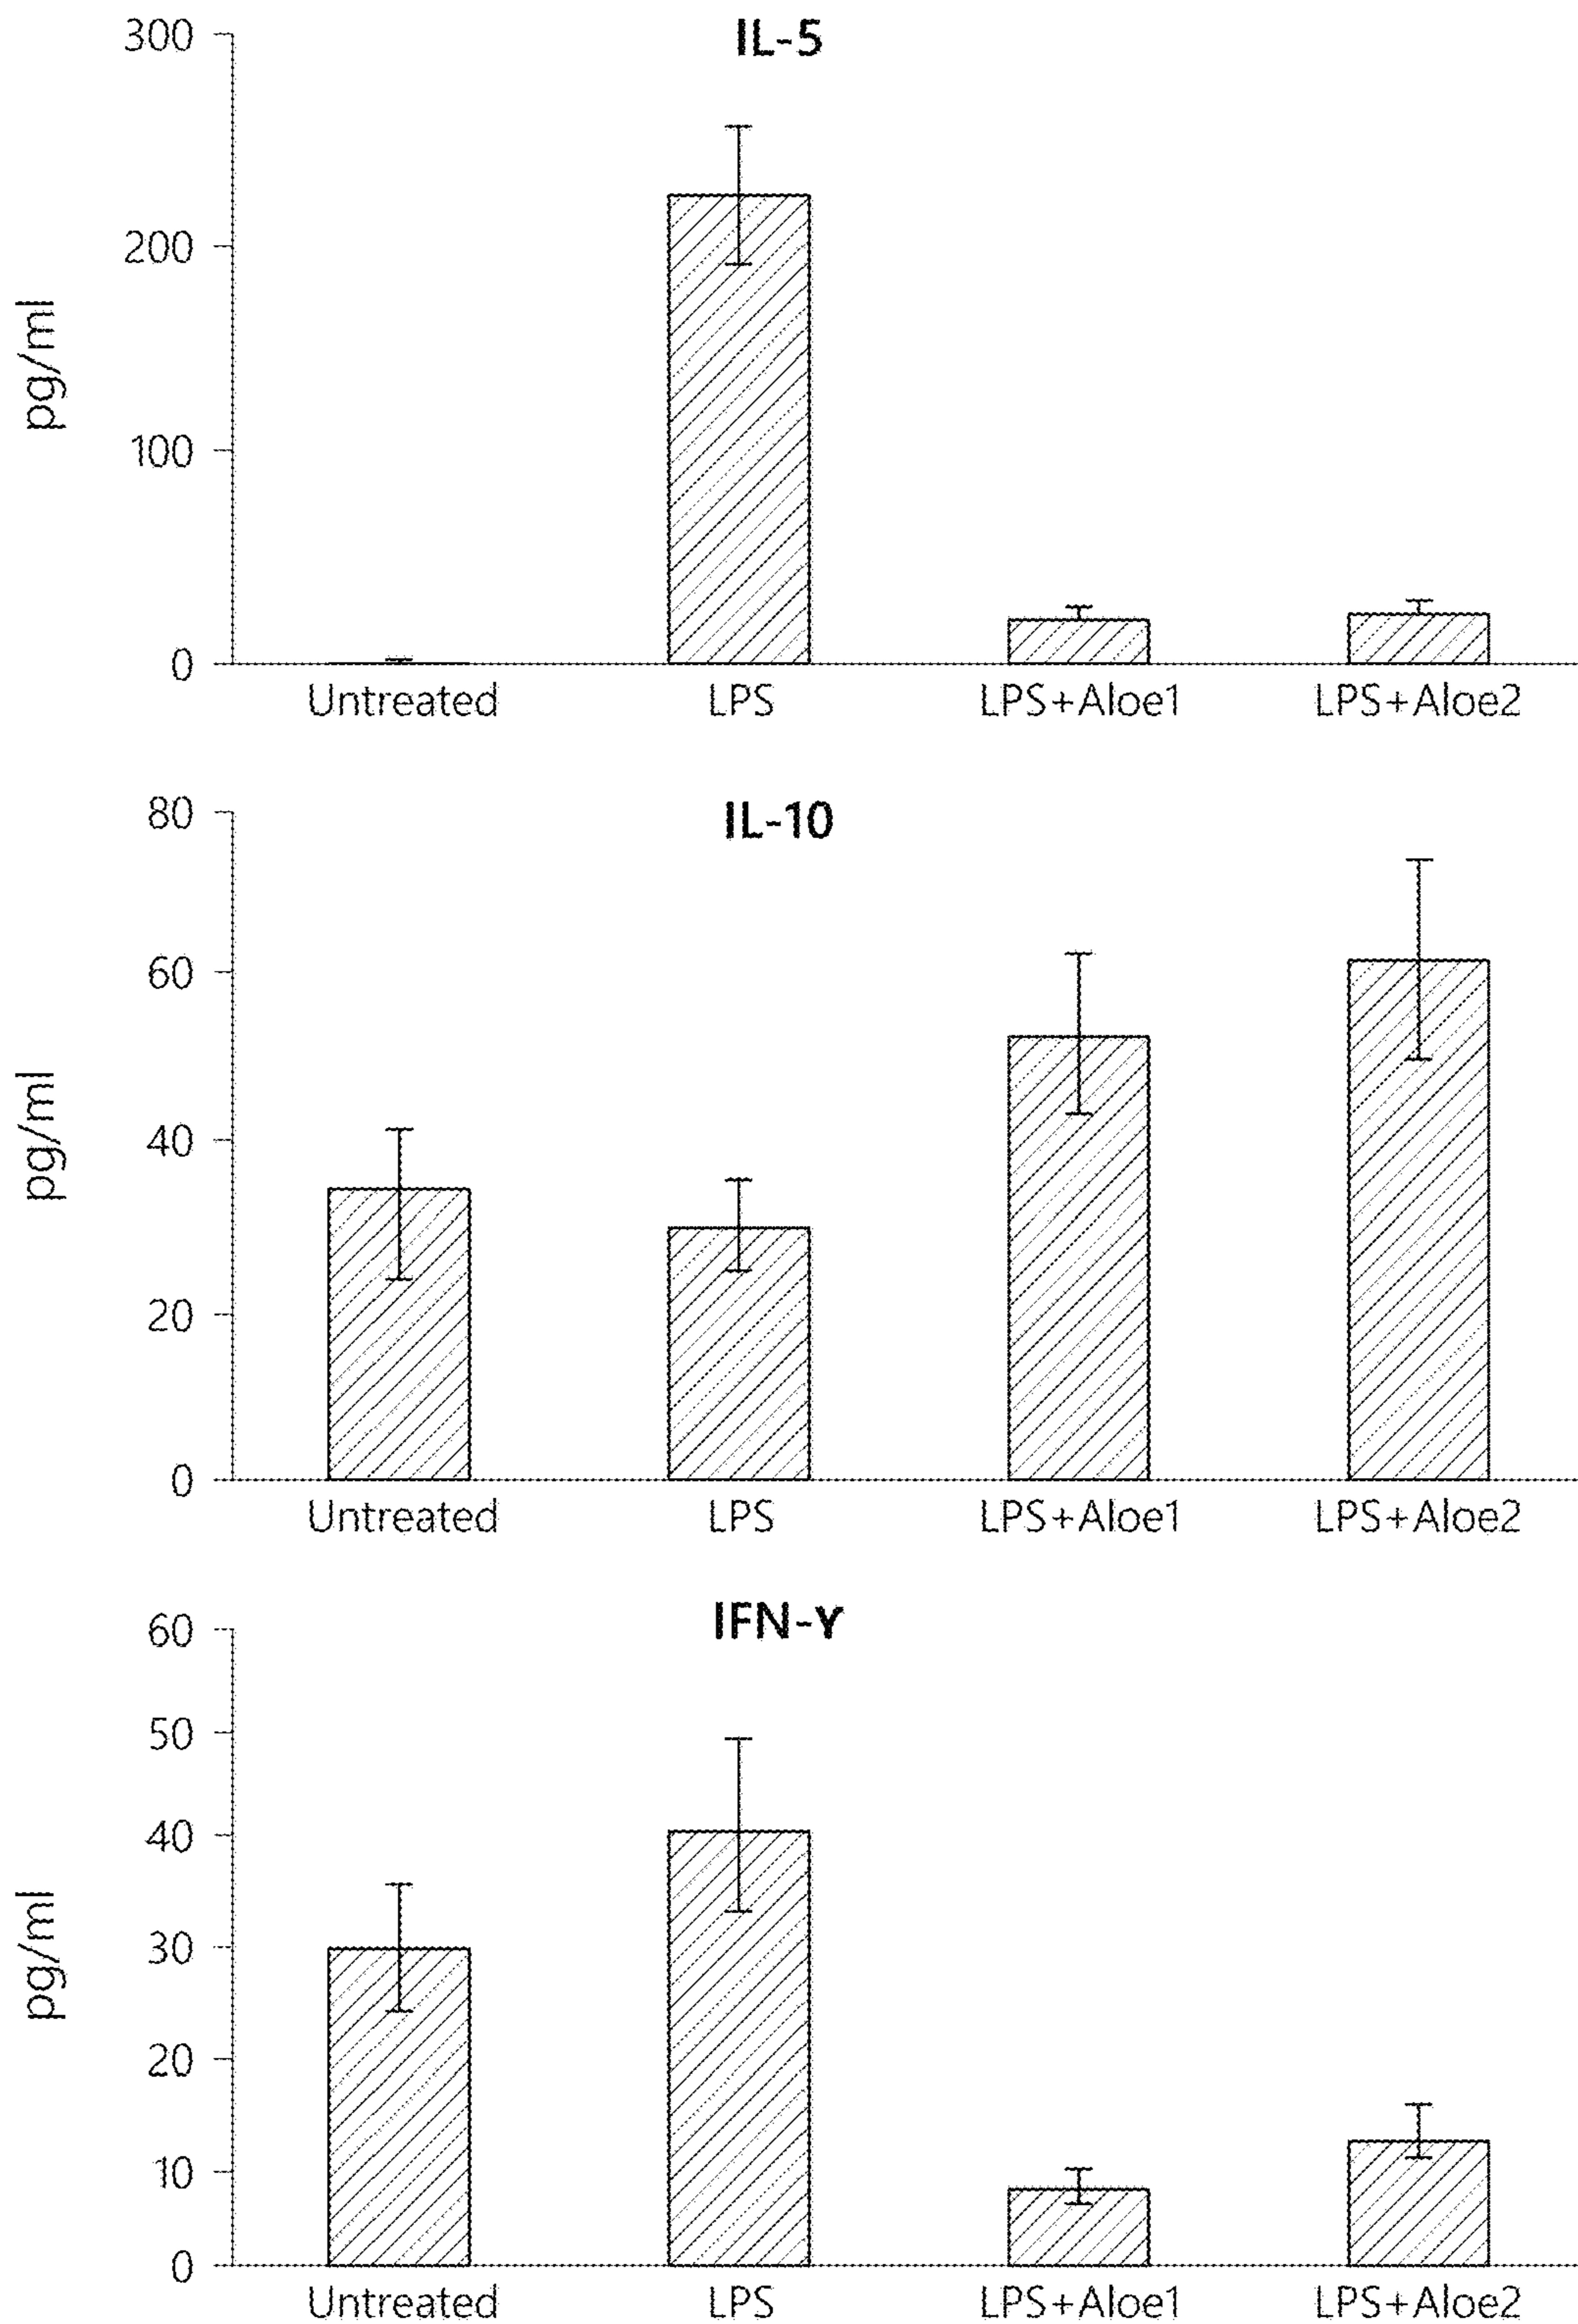 IL-5
300
200
100
0
pg/ml
Untreated LPS LPS+Aloe1 LPS+Aloe2
IL-10
80
60
40
20
0
pg/ml
Untreated LPS LPS+Aloe1 LPS+Aloe2
IFN-γ
60
50
40
30
20
10
0
pg/ml
Untreated LPS LPS+Aloe1 LPS+Aloe2